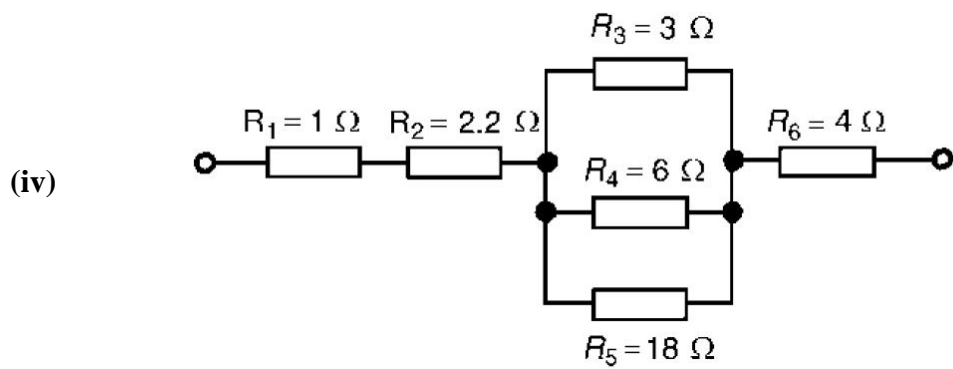 R3 = 3 Ω
R1 = 1 Ω R2 = 2.2 Ω R6 = 4 Ω
(iv) R4 = 6 Ω
R5 = 18 Ω